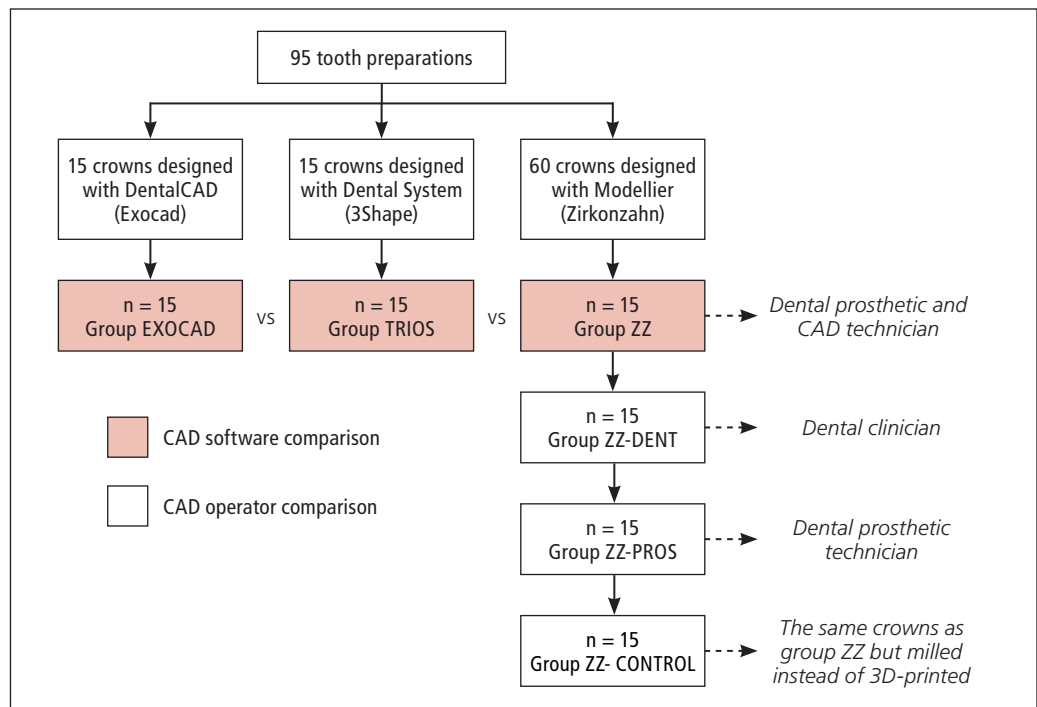 95 tooth preparations
15 crowns designed
with DentalCAD
(Exocad)
15 crowns designed
with Dental System
(3Shape)
60 crowns designed
with Modellier
(Zirkonzahn)
n = 15
Group EXOCAD
vs
n = 15
Group TRIOS
vs
n = 15
Group ZZ
Dental prosthetic and
CAD technician
n = 15
Group ZZ-DENT
Dental clinician
CAD software comparison
CAD operator comparison
n = 15
Group ZZ-PROS
Dental prosthetic
technician
n = 15
Group ZZ- CONTROL
The same crowns as
group ZZ but milled
instead of 3D-printed